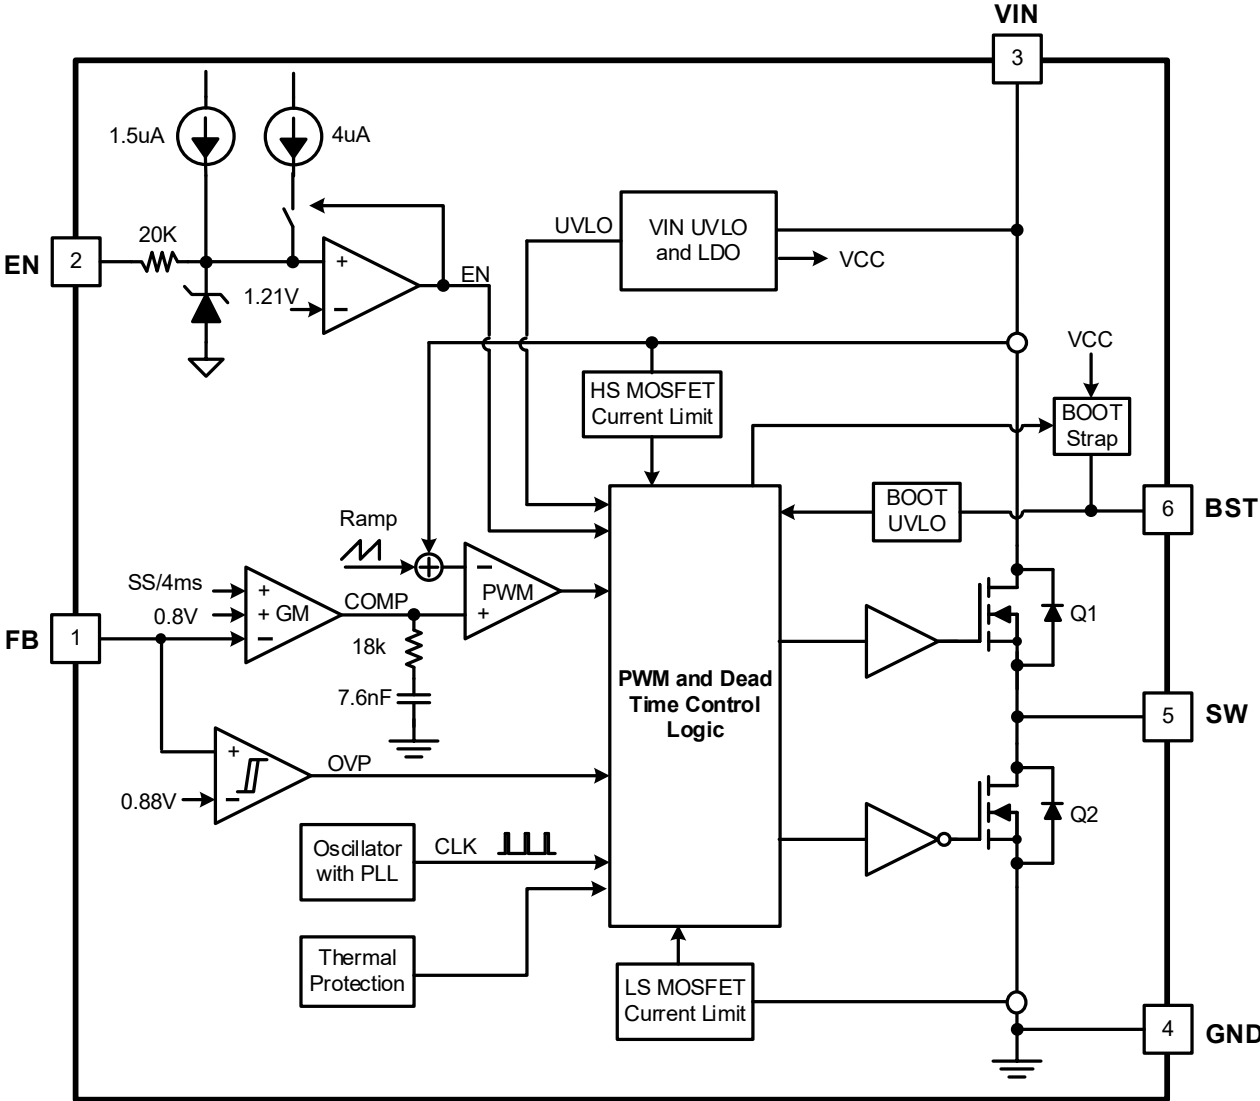 VIN
3
1.5uA
4uA
20K
EN
2
+
1.21V
−
EN
UVLO
VIN UVLO
and LDO
VCC
VCC
HS MOSFET
Current Limit
BOOT
Strap
BOOT
UVLO
6
BST
Ramp
+
−
PWM
+
SS/4ms
0.8V
+
+ GM
−
COMP
FB
1
18k
7.6nF
PWM and Dead
Time Control
Logic
Q1
5
SW
+
0.88V
−
OVP
Q2
Oscillator
with PLL
CLK
Thermal
Protection
LS MOSFET
Current Limit
4
GND